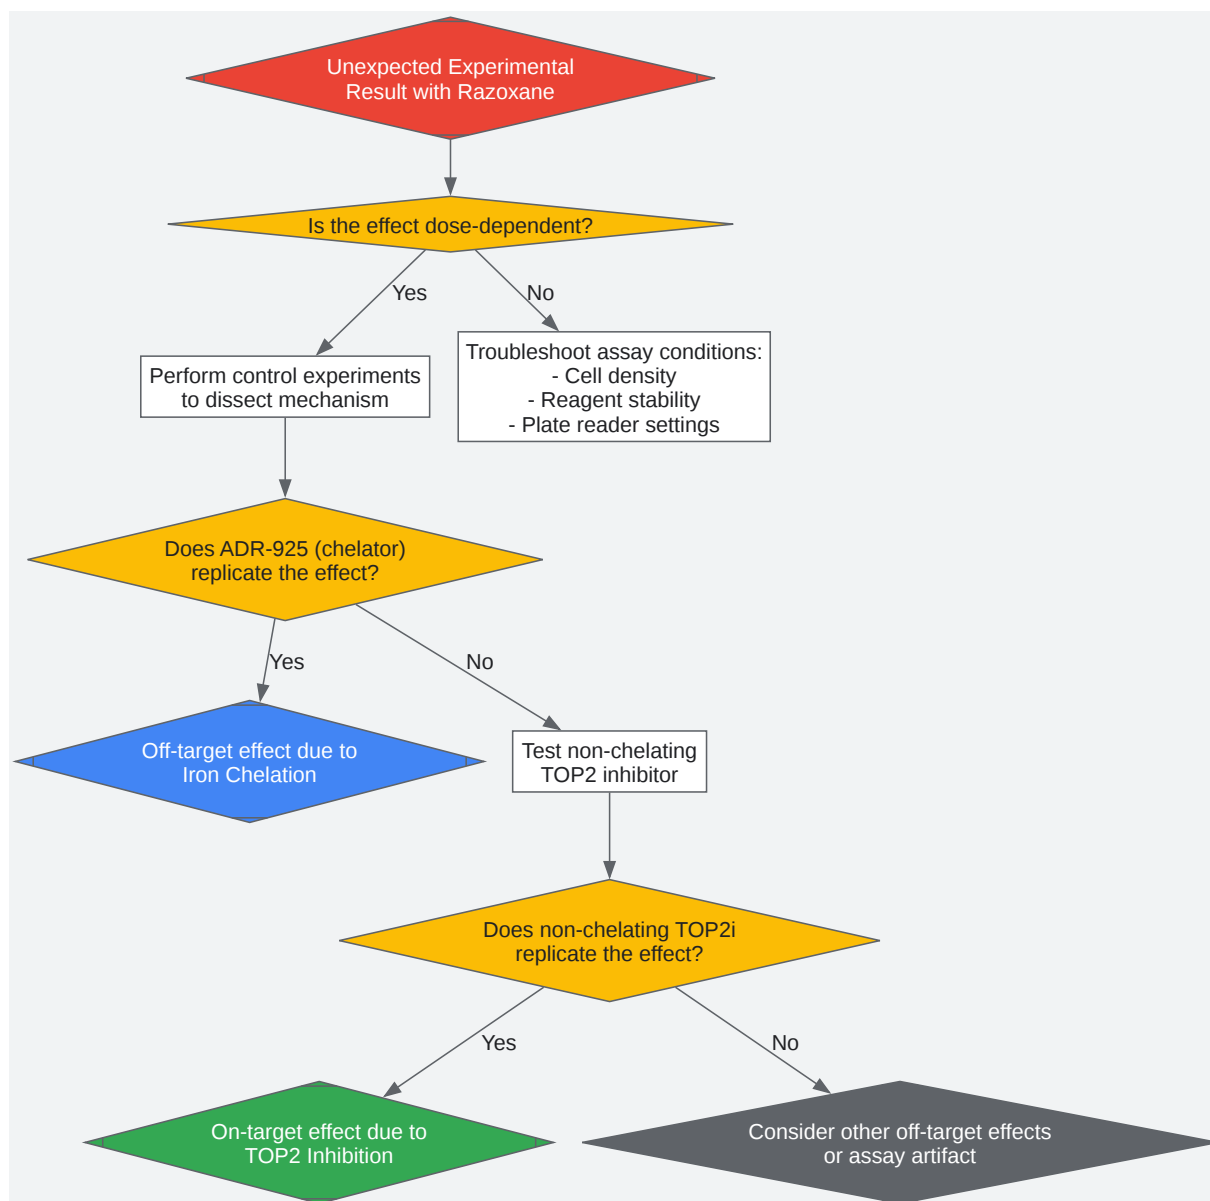 Unexpected Experimental
Result with Razoxane
Is the effect dose-dependent?
Yes
No
Perform control experiments
to dissect mechanism
Troubleshoot assay conditions:
- Cell density
- Reagent stability
- Plate reader settings
Does ADR-925 (chelator)
replicate the effect?
Yes
No
Off-target effect due to
Iron Chelation
Test non-chelating
TOP2 inhibitor
Does non-chelating TOP2i
replicate the effect?
Yes
No
On-target effect due to
TOP2 Inhibition
Consider other off-target effects
or assay artifact